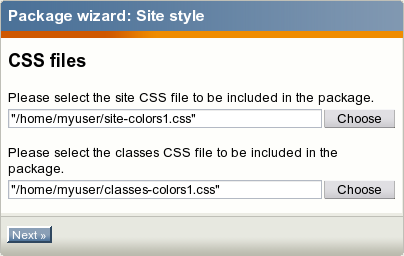 Package wizard: Site style
CSS files
Please select the site CSS file to be included in the package.
"/home/myuser/site-colors1.css" Choose
Please select the classes CSS file to be included in the
package.
"/home/myuser/classes-colors1.css" Choose
Next »